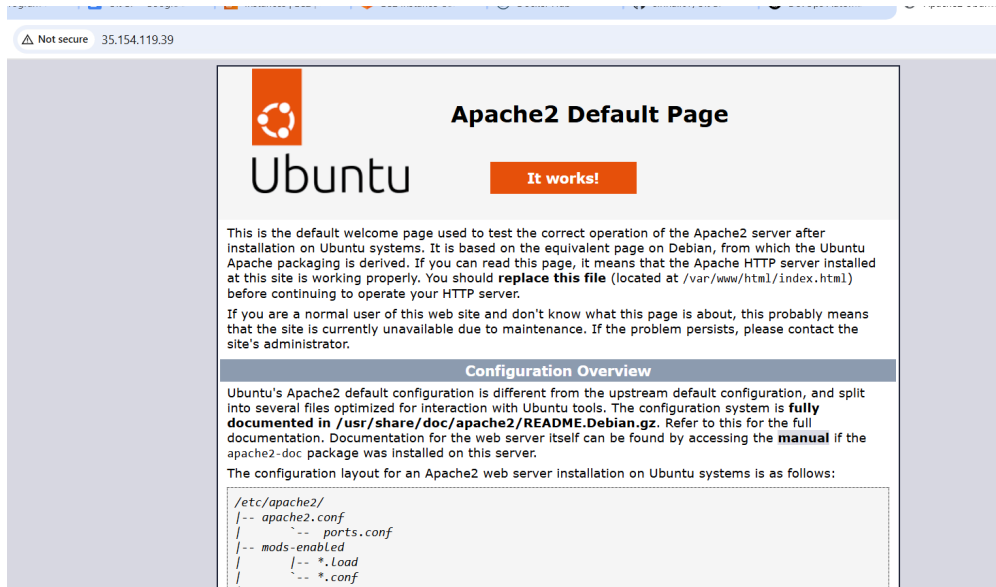 Not secure 35.154.119.39
Apache2 Default Page
Ubuntu
It works!
This is the default welcome page used to test the correct operation of the Apache2 server after
installation on Ubuntu systems. It is based on the equivalent page on Debian, from which the Ubuntu
Apache packaging is derived. If you can read this page, it means that the Apache HTTP server installed
at this site is working properly. You should replace this file (located at /var/www/html/index.html)
before continuing to operate your HTTP server.
If you are a normal user of this web site and don't know what this page is about, this probably means
that the site is currently unavailable due to maintenance. If the problem persists, please contact the
site's administrator.
Configuration Overview
Ubuntu's Apache2 default configuration is different from the upstream default configuration, and split
into several files optimized for interaction with Ubuntu tools. The configuration system is fully
documented in /usr/share/doc/apache2/README.Debian.gz. Refer to this for the full
documentation. Documentation for the web server itself can be found by accessing the manual if the
apache2-doc package was installed on this server.
The configuration layout for an Apache2 web server installation on Ubuntu systems is as follows:
/etc/apache2/
|-- apache2.conf
|       `--  ports.conf
|-- mods-enabled
|       |-- *.load
|       `-- *.conf